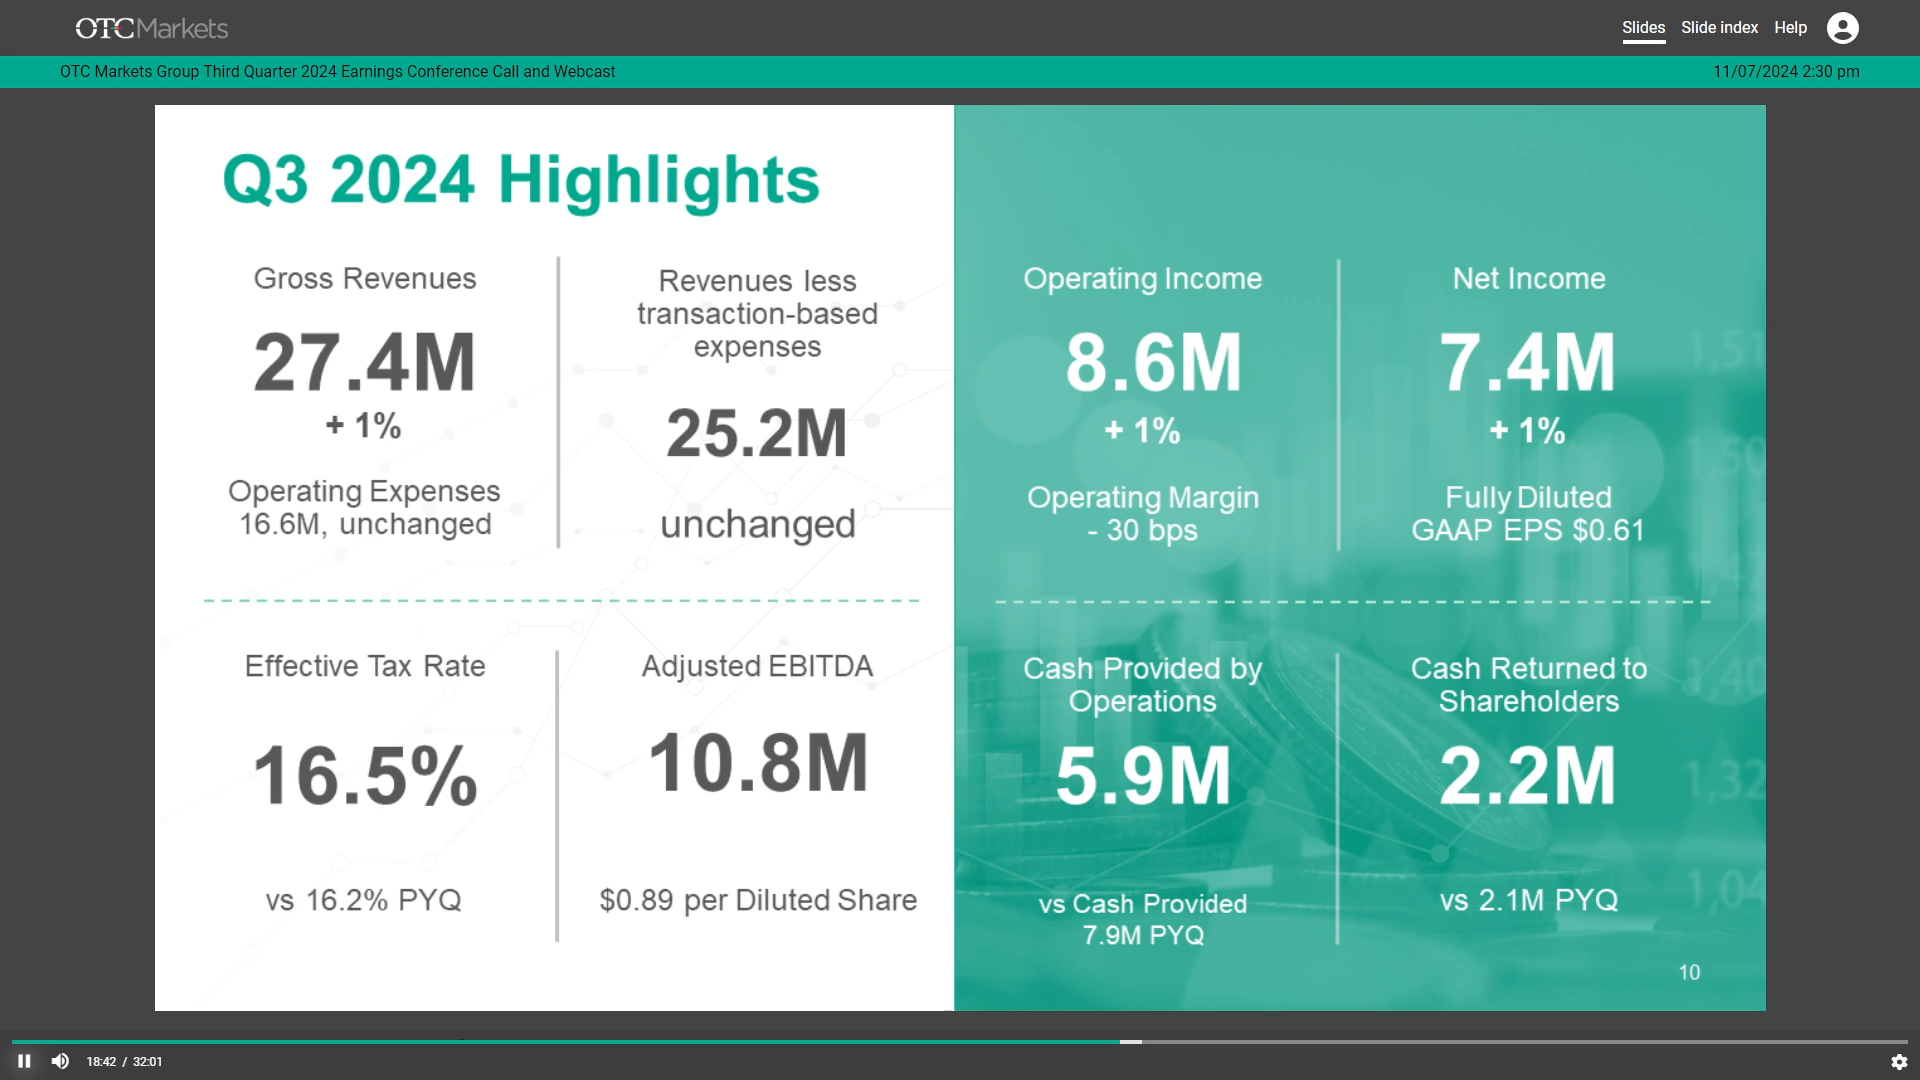 OTCMarkets
Slides
Slide index
Help
OTC Markets Group Third Quarter 2024 Earnings Conference Call and Webcast
11/07/2024 2:30 pm
Q3 2024 Highlights
Gross Revenues
27.4M
+ 1%
Operating Expenses
16.6M, unchanged
Revenues less
transaction-based
expenses
25.2M
unchanged
Operating Income
8.6M
+ 1%
Operating Margin
- 30 bps
Net Income
7.4M
+ 1%
Fully Diluted
GAAP EPS $0.61
Effective Tax Rate
16.5%
vs 16.2% PYQ
Adjusted EBITDA
10.8M
$0.89 per Diluted Share
Cash Provided by
Operations
5.9M
vs Cash Provided
7.9M PYQ
Cash Returned to
Shareholders
2.2M
vs 2.1M PYQ
10
18:42 / 32:01